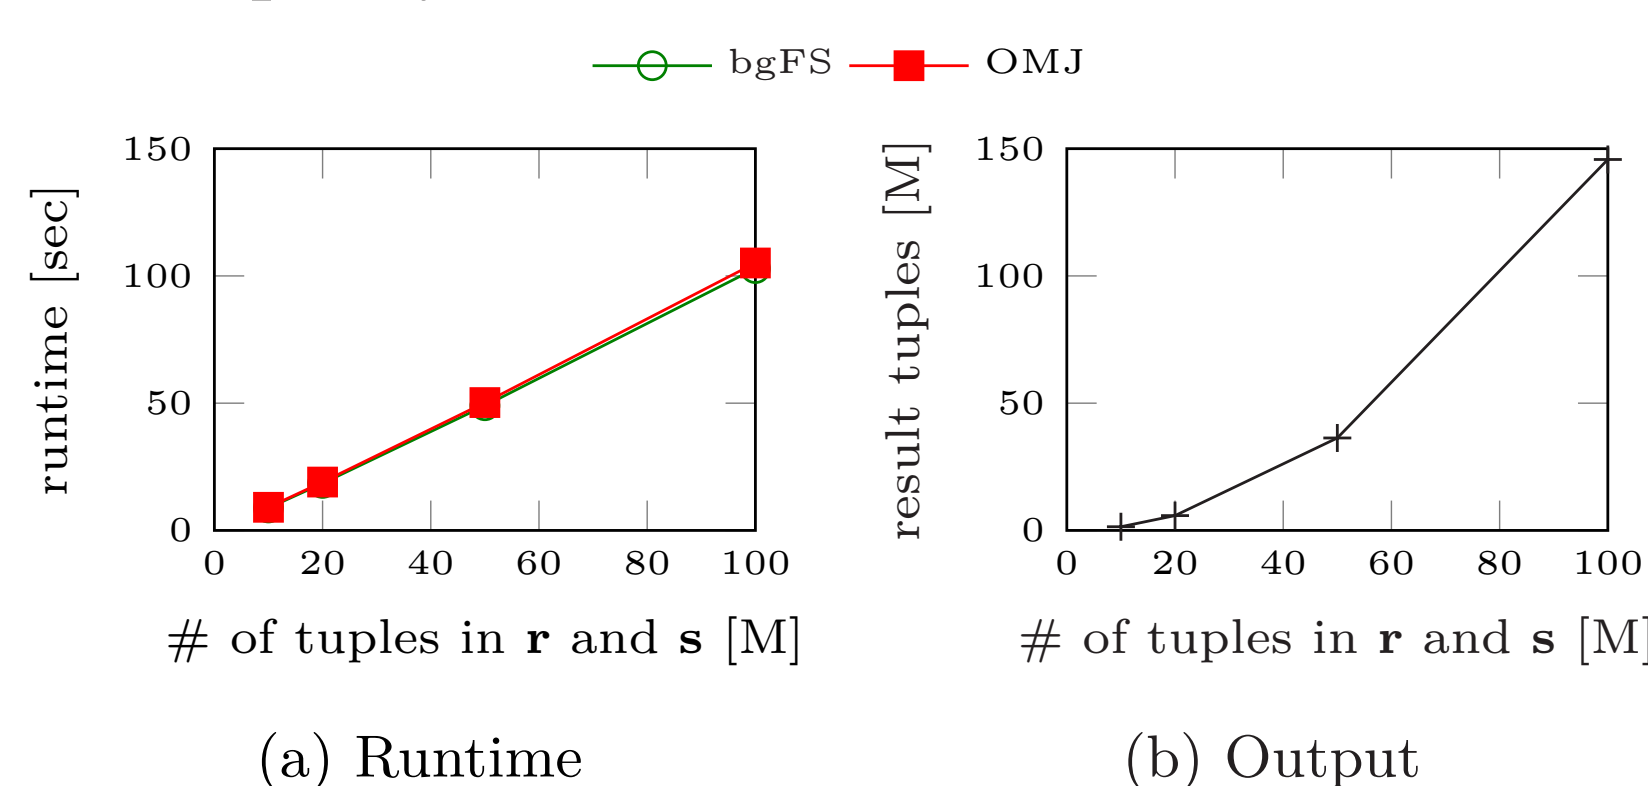 bgFS OMJ
150
100
50
0
0 20 40 60 80 100
runtime [sec]
# of tuples in r and s [M]
(a) Runtime
150
100
50
0
0 20 40 60 80 100
result tuples [M]
# of tuples in r and s [M]
(b) Output